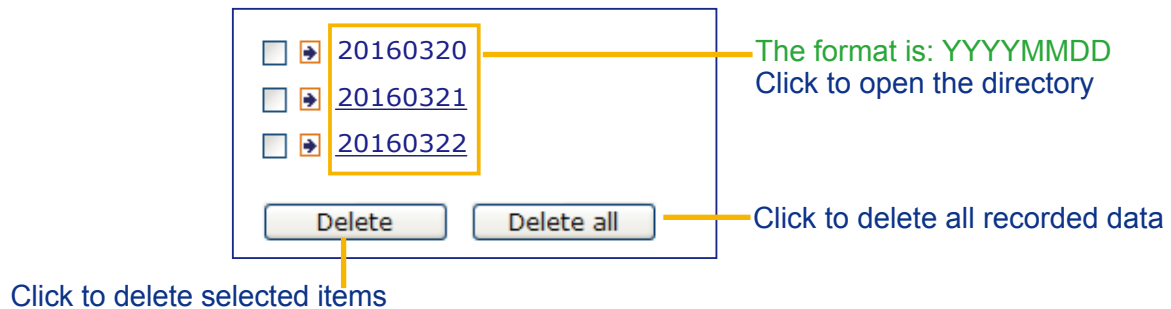 20160320
The format is: YYYYMMDD
Click to open the directory
20160321
20160322
Delete
Delete all
Click to delete all recorded data
Click to delete selected items